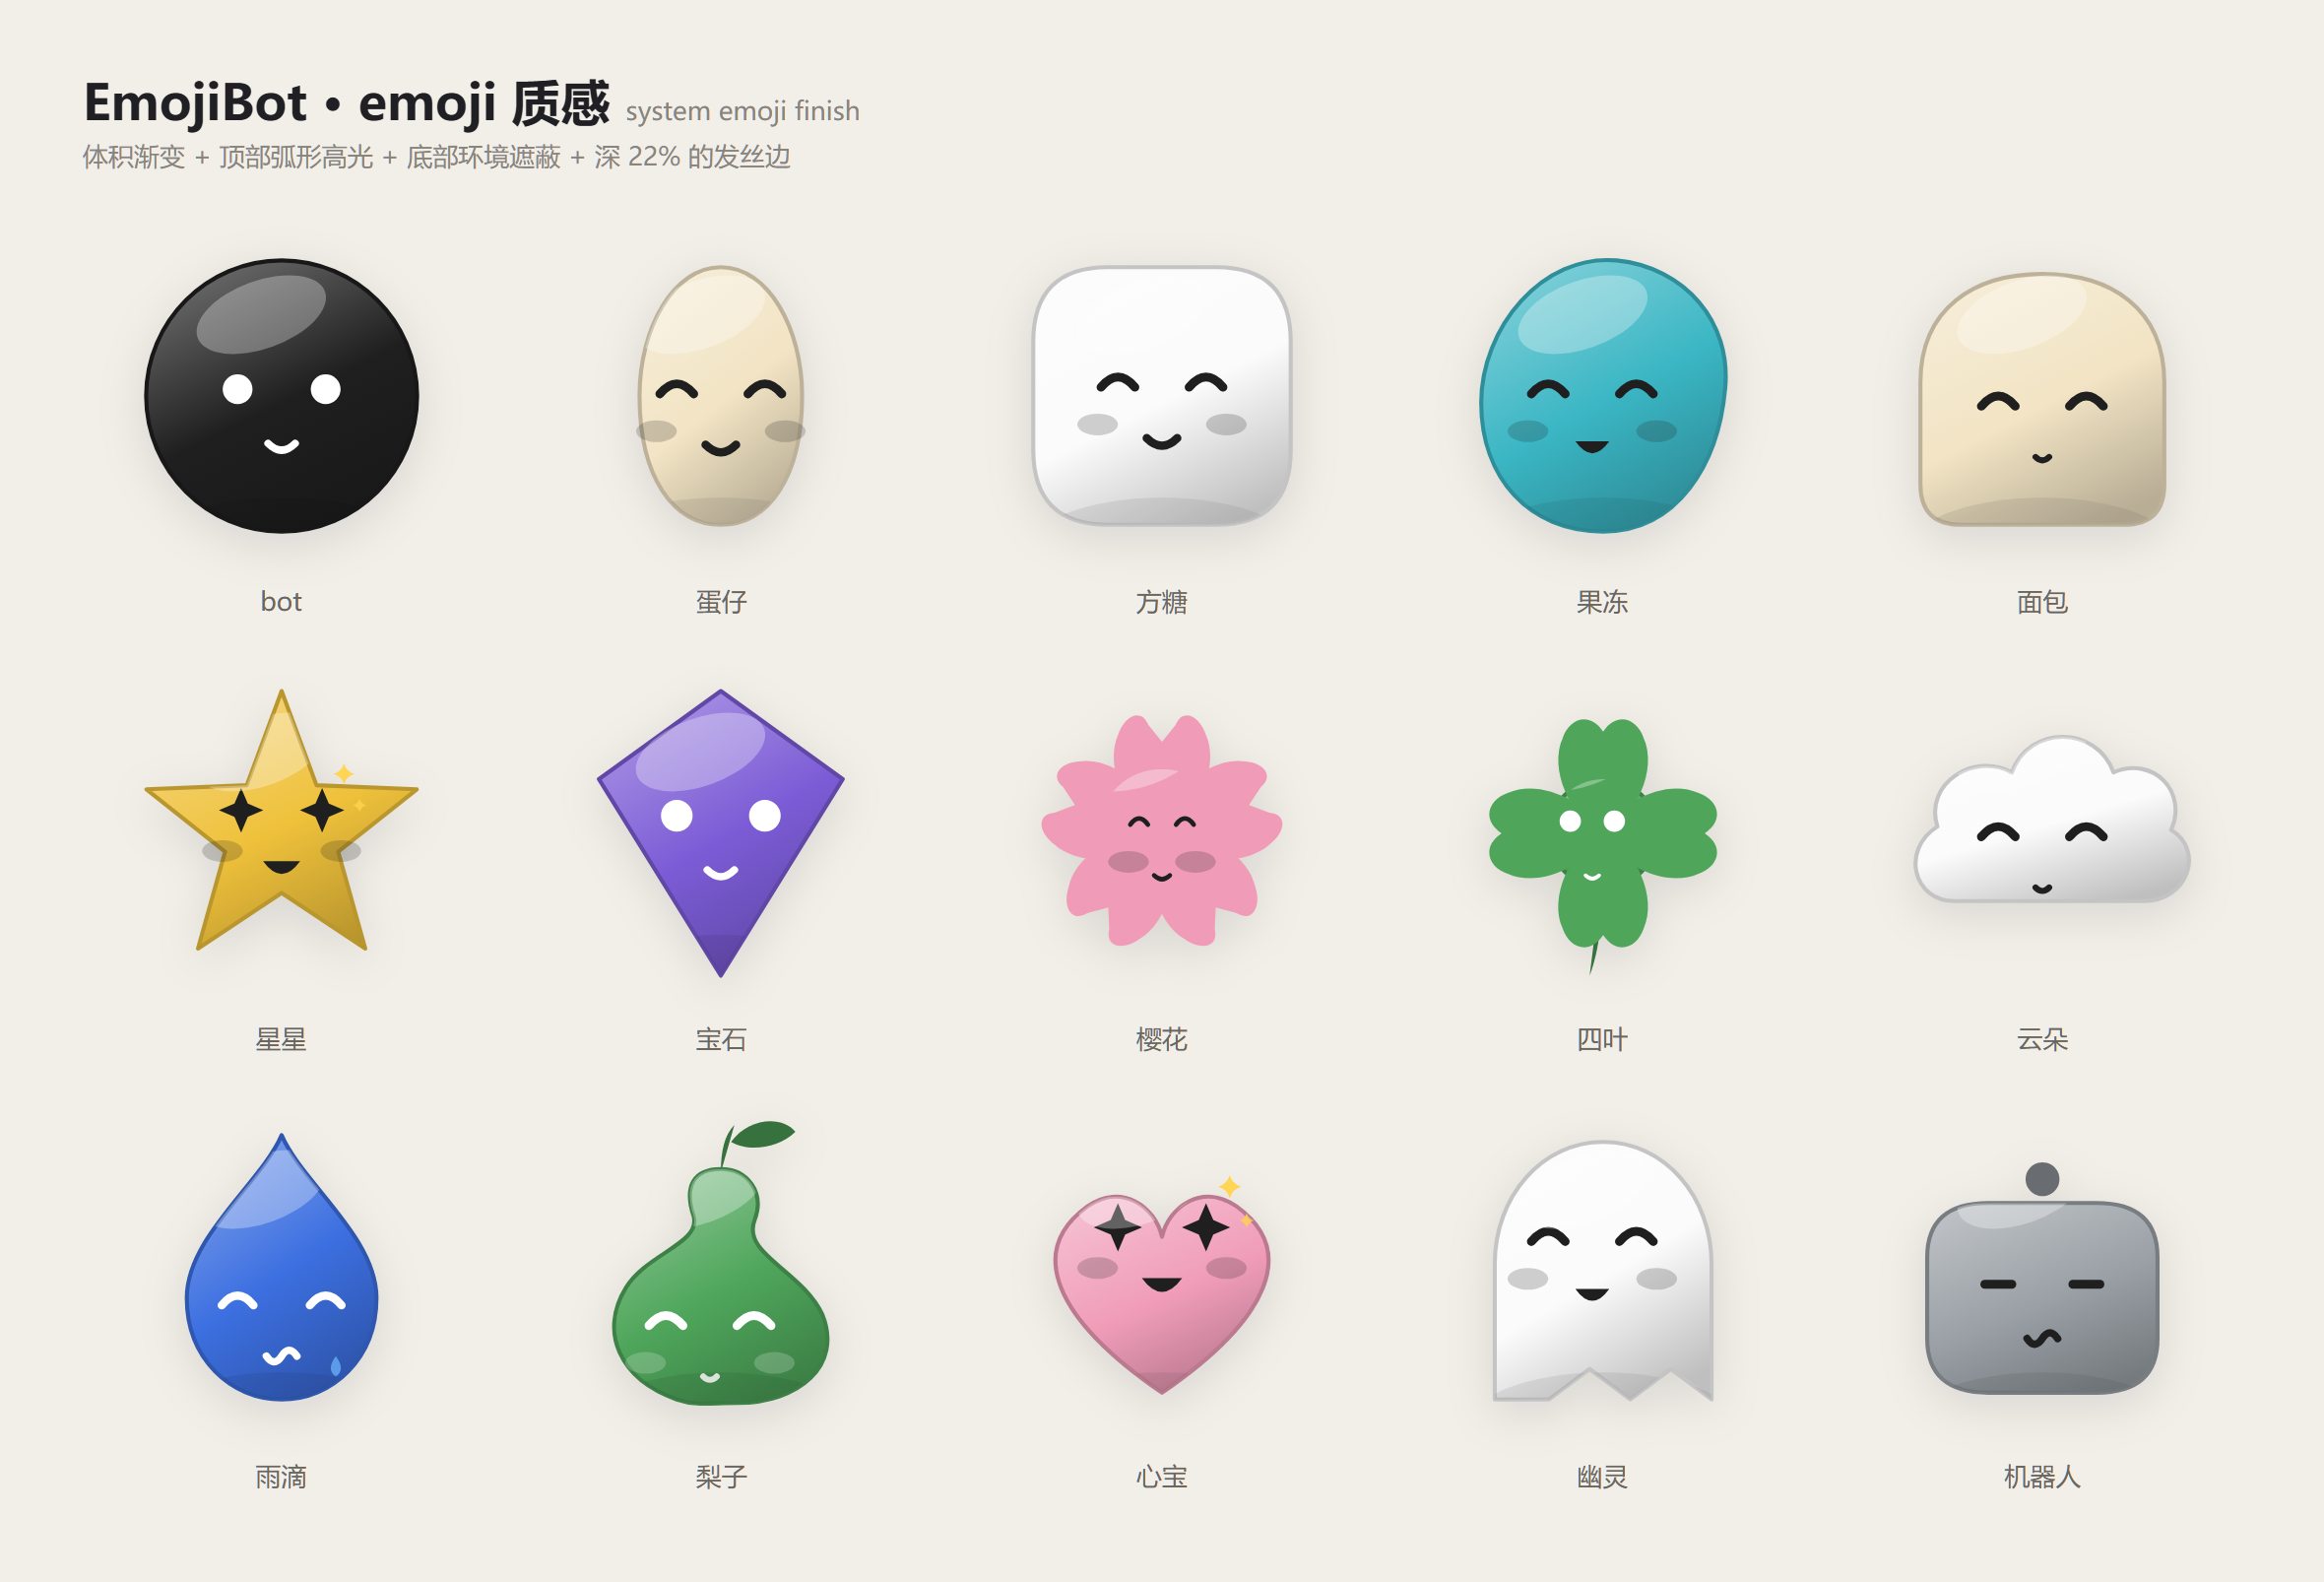 EmojiBot • emoji 质感 system emoji finish
体积渐变 + 顶部弧形高光 + 底部环境遮蔽 + 深 22% 的发丝边
bot 蛋仔 方糖 果冻 面包
星星 宝石 樱花 四叶 云朵
雨滴 梨子 心宝 幽灵 机器人